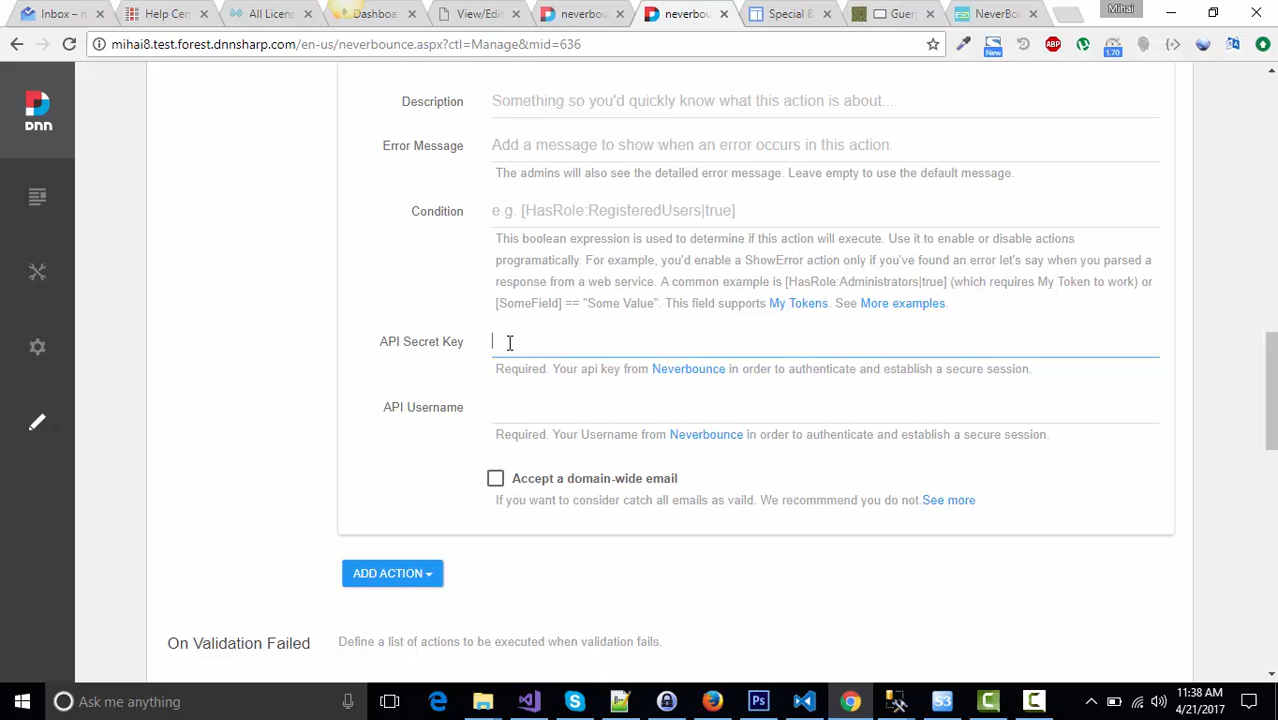 Inbox – n
Help Cen
All Licens
Dashboa
View/Edit
neverbou
neverbou
Special B
Guer
NeverBo
Mihai
mihai8.test.forest.dnnsharp.com/en-us/neverbounce.aspx?ctl=Manage&mid=636
New
ABP
1.70
DNN
Description
Something so you'd quickly know what this action is about...
Error Message
Add a message to show when an error occurs in this action.
The admins will also see the detailed error message. Leave empty to use the default message.
Condition
e.g. [HasRole:RegisteredUsers|true]
This boolean expression is used to determine if this action will execute. Use it to enable or disable actions
programatically. For example, you'd enable a ShowError action only if you've found an error let's say when you parsed a
response from a web service. A common example is [HasRole:Administrators|true] (which requires My Token to work) or
[SomeField] == "Some Value". This field supports My Tokens. See More examples.
API Secret Key
Required. Your api key from Neverbounce in order to authenticate and establish a secure session.
API Username
Required. Your Username from Neverbounce in order to authenticate and establish a secure session.
Accept a domain-wide email
If you want to consider catch all emails as vaild. We recommmend you do not.See more
ADD ACTION
On Validation Failed
Define a list of actions to be executed when validation fails.
Ask me anything
11:38 AM
4/21/2017